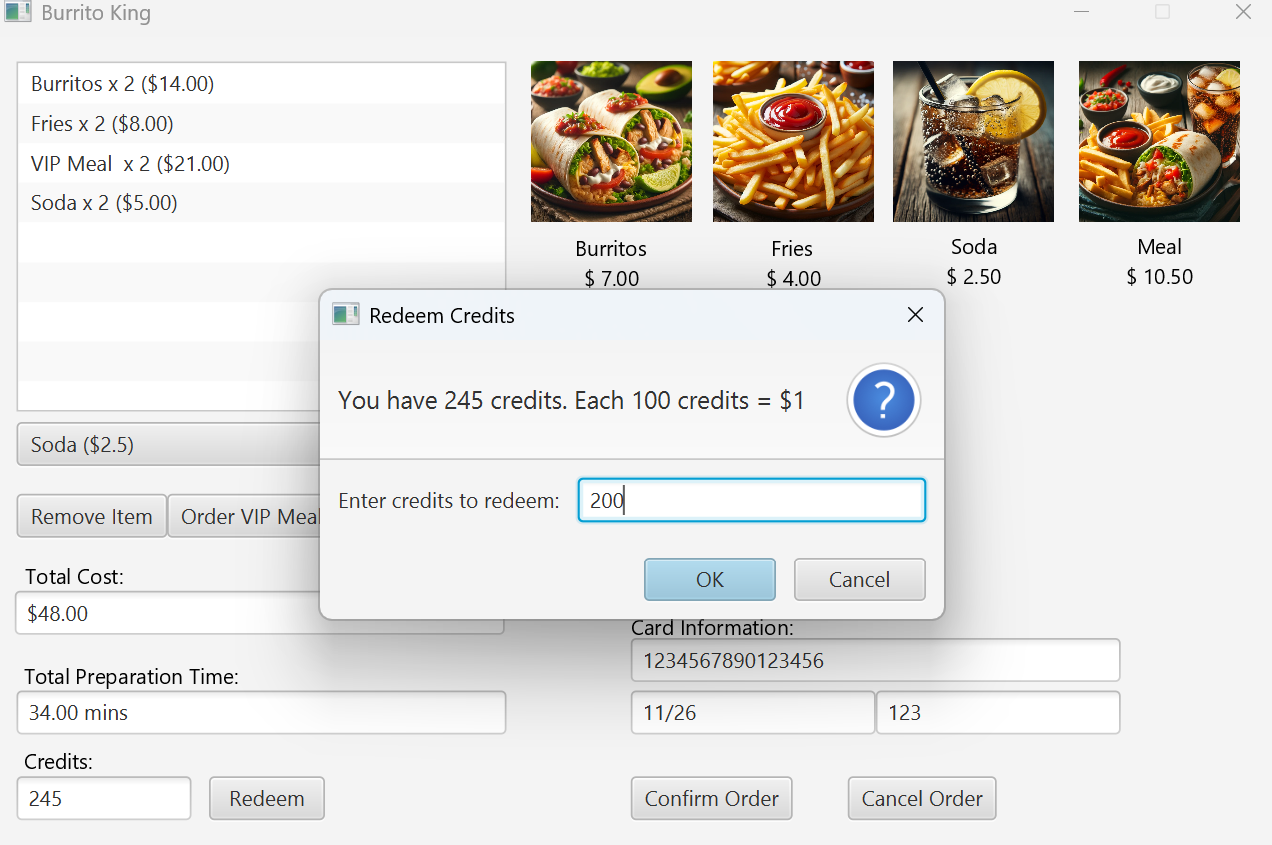 Burrito King
Burritos x 2 ($14.00)
Fries x 2 ($8.00)
VIP Meal  x 2 ($21.00)
Soda x 2 ($5.00)
Burritos
$ 7.00
Fries
$ 4.00
Soda
$ 2.50
Meal
$ 10.50
Redeem Credits
You have 245 credits. Each 100 credits = $1
Enter credits to redeem:
200
OK
Cancel
Soda ($2.5)
Remove Item
Order VIP Meal
Total Cost:
$48.00
Total Preparation Time:
34.00 mins
Credits:
245
Redeem
Card Information:
1234567890123456
11/26
123
Confirm Order
Cancel Order